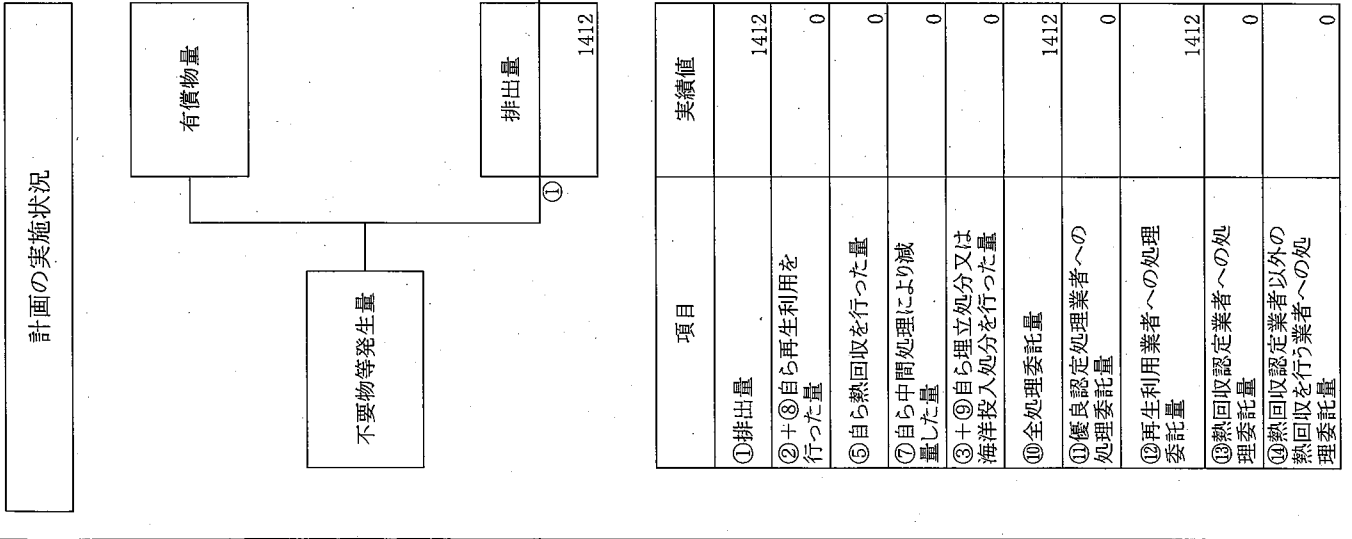 計画の実施状況
有償物量
不要物等発生量
排出量
①
1412
項目
実績値
①排出量
1412
②+⑧自ら再生利用を
行った量
0
⑤自ら熱回収を行った量
0
⑦自ら中間処理により減
量した量
0
③+⑨自ら埋立処分又は
海洋投入処分を行った量
0
⑩全処理委託量
1412
⑪優良認定処理業者への
処理委託量
0
⑫再生利用業者への処理
委託量
1412
⑬熱回収認定業者への処
理委託量
0
⑭熱回収認定業者以外の
熱回収を行う業者への処
理委託量
0